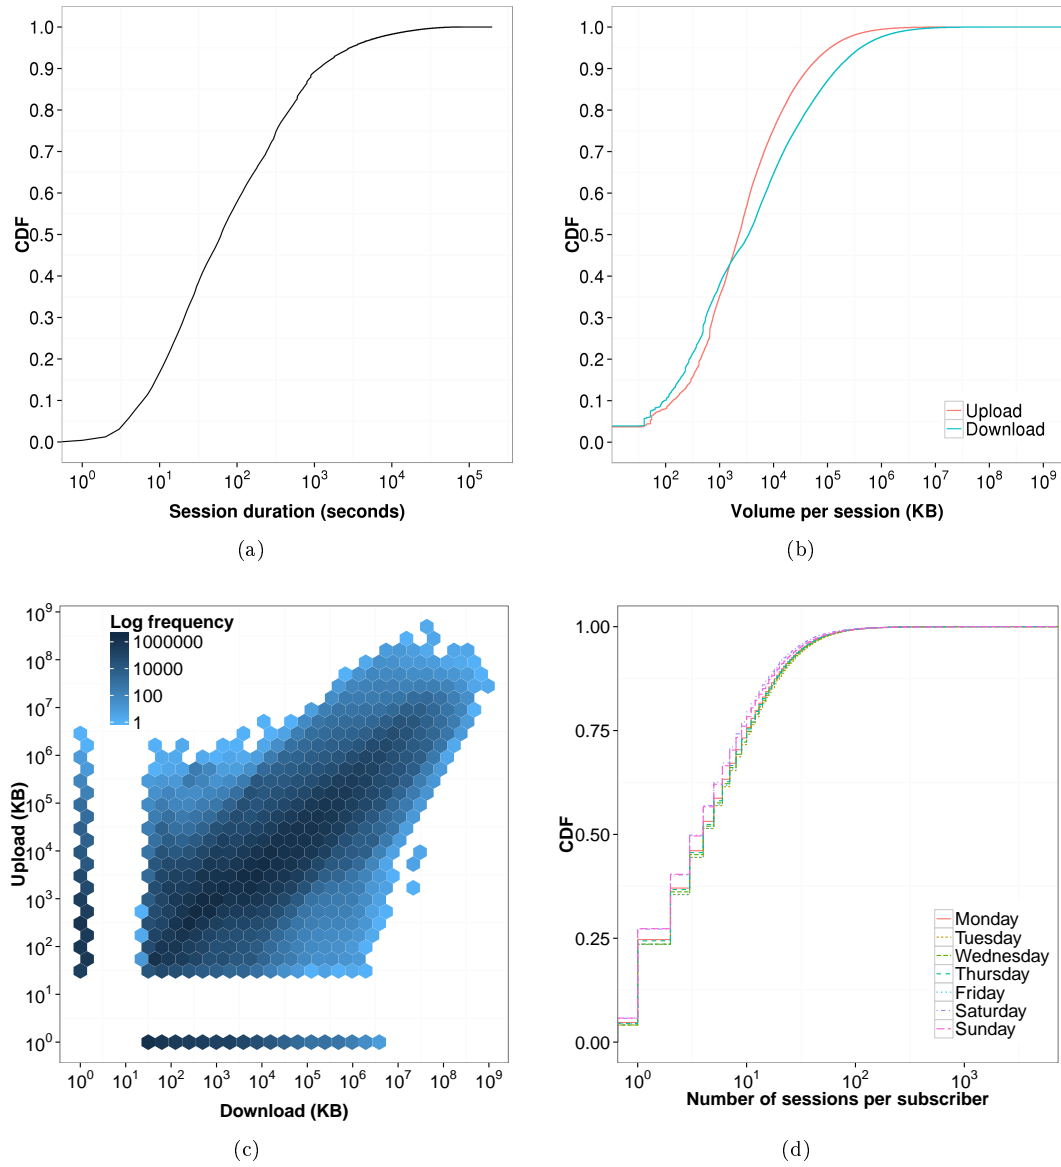 1.0
0.9
0.8
0.7
0.6
0.5
0.4
0.3
0.2
0.1
0.0
CDF
10^0 10^1 10^2 10^3 10^4 10^5
Session duration (seconds)
(a)
1.0
0.9
0.8
0.7
0.6
0.5
0.4
0.3
0.2
0.1
0.0
CDF
Upload
Download
10^2 10^3 10^4 10^5 10^6 10^7 10^8 10^9
Volume per session (KB)
(b)
10^9
10^8
10^7
10^6
10^5
10^4
10^3
10^2
10^1
10^0
Upload (KB)
Log frequency
1000000
10000
100
1
10^0 10^1 10^2 10^3 10^4 10^5 10^6 10^7 10^8 10^9
Download (KB)
(c)
1.00
0.75
0.50
0.25
0.00
CDF
Monday
Tuesday
Wednesday
Thursday
Friday
Saturday
Sunday
10^0 10^1 10^2 10^3
Number of sessions per subscriber
(d)